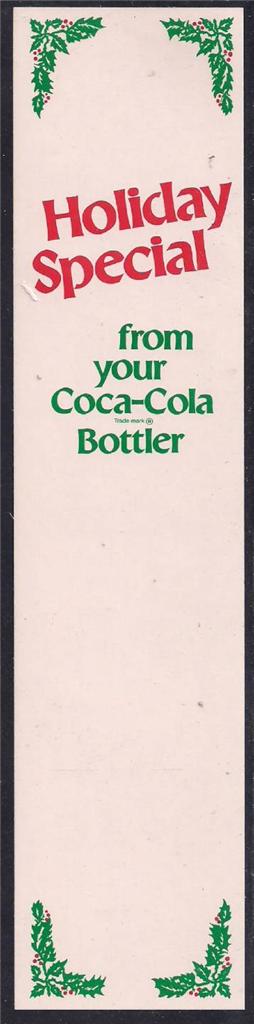 Holiday
Special
from
your
Coca-Cola
Trade-mark ®
Bottler